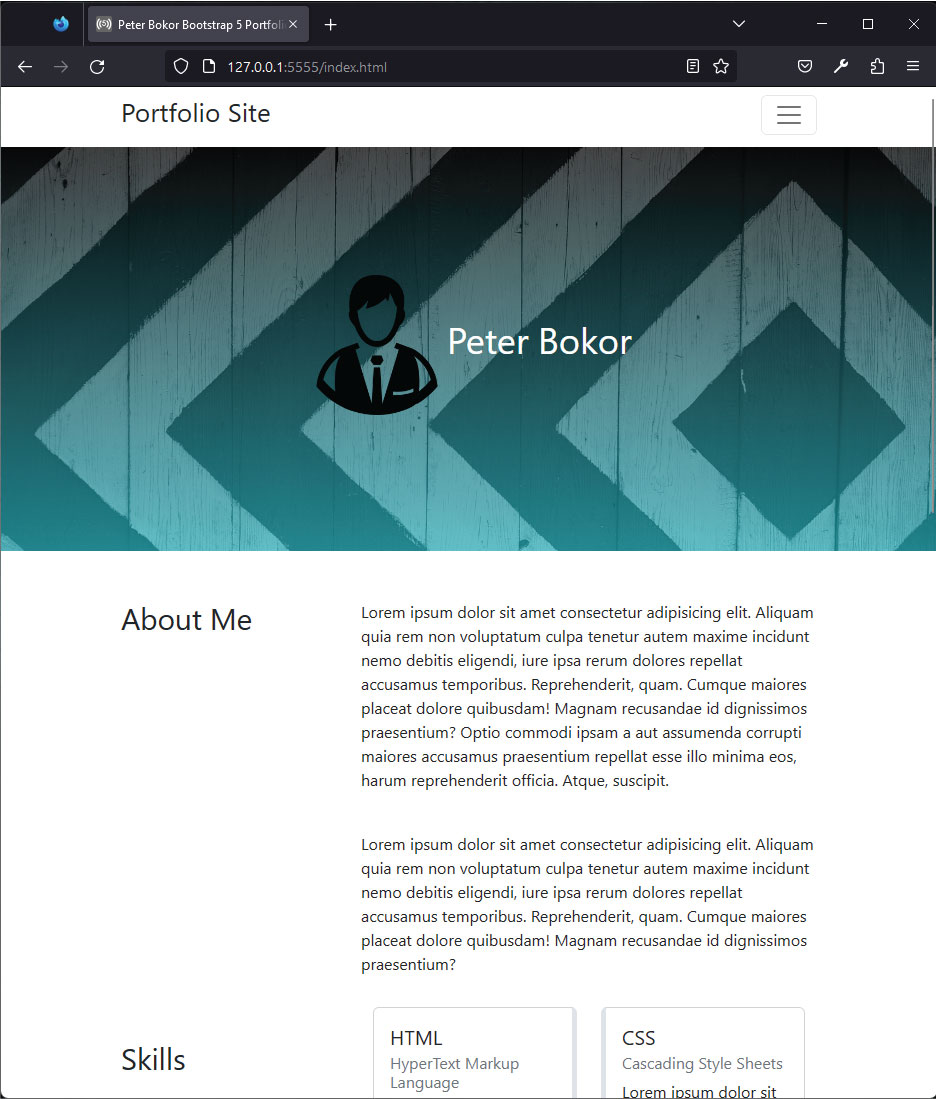 Peter Bokor Bootstrap 5 Portfoli
127.0.0.1:5555/index.html
Portfolio Site
Peter Bokor
About Me
Lorem ipsum dolor sit amet consectetur adipisicing elit. Aliquam
quia rem non voluptatum culpa tenetur autem maxime incidunt
nemo debitis eligendi, iure ipsa rerum dolores repellat
accusamus temporibus. Reprehenderit, quam. Cumque maiores
placeat dolore quibusdam! Magnam recusandae id dignissimos
praesentium? Optio commodi ipsam a aut assumenda corrupti
maiores accusamus praesentium repellat esse illo minima eos,
harum reprehenderit officia. Atque, suscipit.
Lorem ipsum dolor sit amet consectetur adipisicing elit. Aliquam
quia rem non voluptatum culpa tenetur autem maxime incidunt
nemo debitis eligendi, iure ipsa rerum dolores repellat
accusamus temporibus. Reprehenderit, quam. Cumque maiores
placeat dolore quibusdam! Magnam recusandae id dignissimos
praesentium?
Skills
HTML
HyperText Markup
Language
CSS
Cascading Style Sheets
Lorem ipsum dolor sit